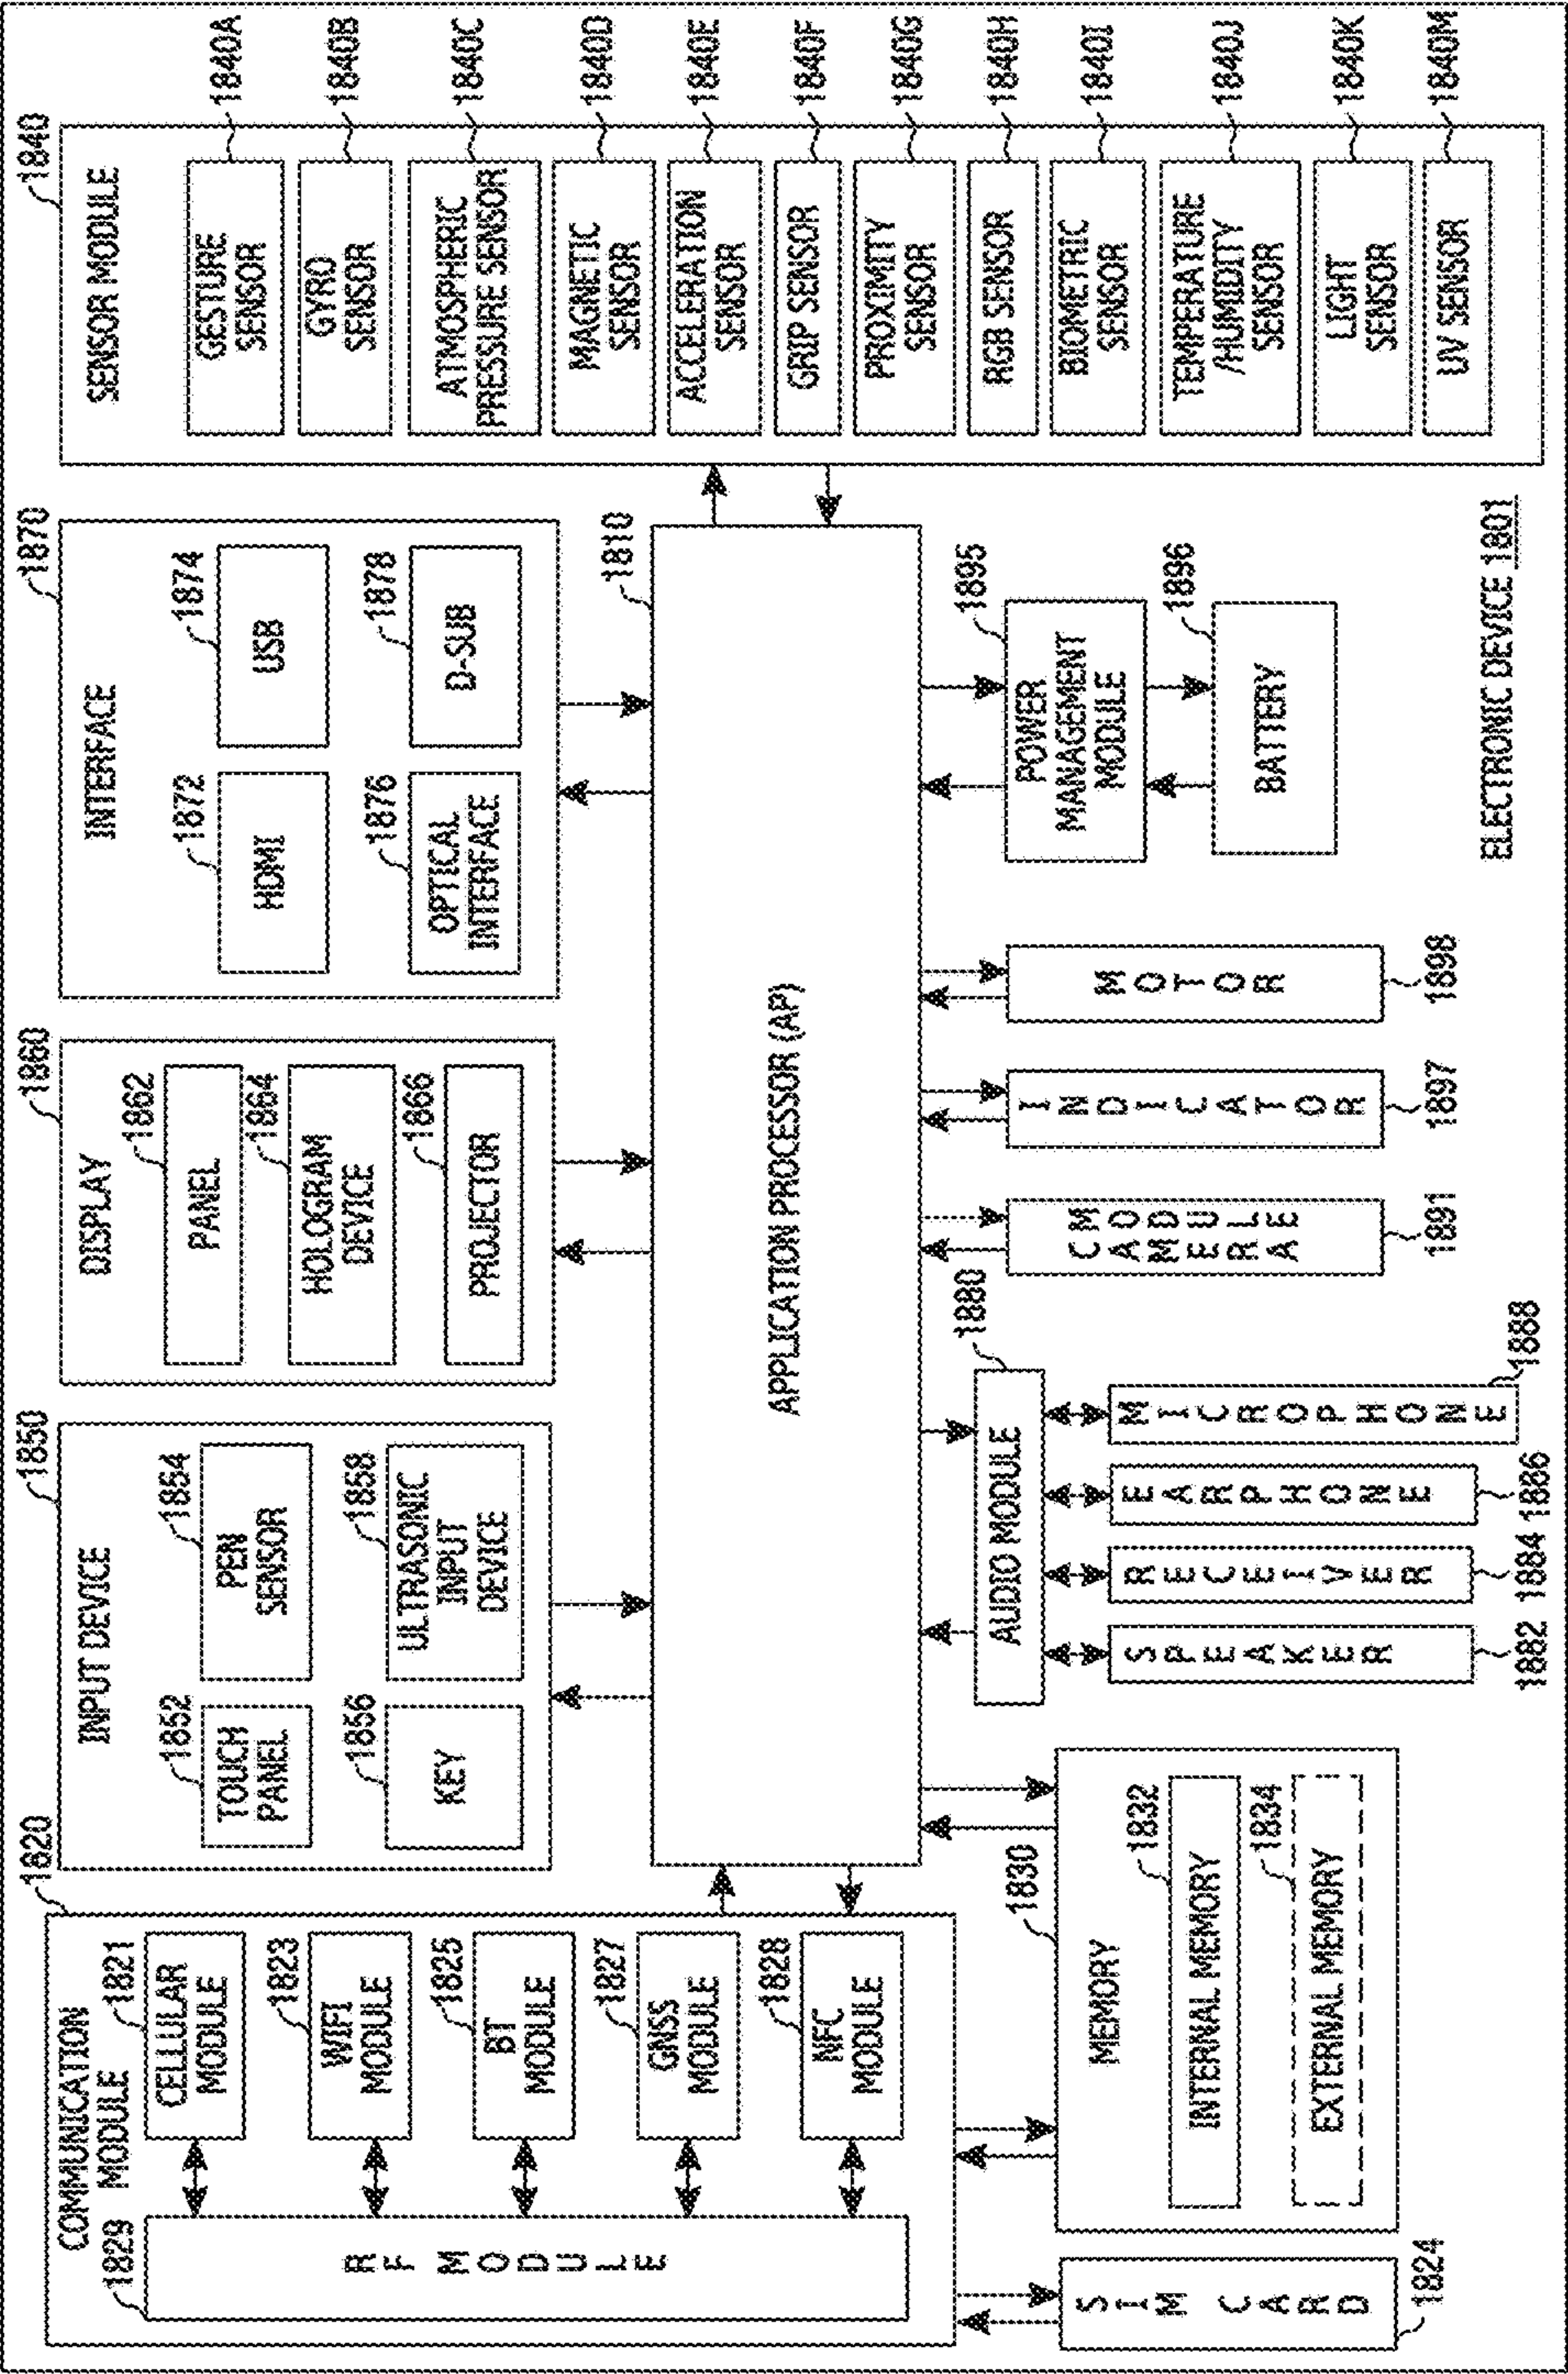 ELECTRONIC DEVICE 1801
1820
COMMUNICATION
MODULE
1829
RF MODULE
1821
CELLULAR
MODULE
1823
WIFI
MODULE
1825
BT
MODULE
1827
GNSS
MODULE
1828
NFC
MODULE
1824
SIM CARD
1850
INPUT DEVICE
1852
TOUCH
PANEL
1854
PEN
SENSOR
1856
KEY
1858
ULTRASONIC
INPUT
DEVICE
1860
DISPLAY
1862
PANEL
1864
HOLOGRAM
DEVICE
1866
PROJECTOR
1870
INTERFACE
1872
HDMI
1874
USB
1876
OPTICAL
INTERFACE
1878
D-SUB
1810
APPLICATION PROCESSOR (AP)
1830
MEMORY
1832
INTERNAL MEMORY
1834
EXTERNAL MEMORY
1880
AUDIO MODULE
SPEAKER
1882
RECEIVER
1884
EARPHONE
1886
MICROPHONE
1888
CAMERA
MODULE
1891
INDICATOR
1897
MOTOR
1898
1895
POWER
MANAGEMENT
MODULE
1896
BATTERY
1840
SENSOR MODULE
GESTURE
SENSOR
1840A
GYRO
SENSOR
1840B
ATMOSPHERIC
PRESSURE SENSOR
1840C
MAGNETIC
SENSOR
1840D
ACCELERATION
SENSOR
1840E
GRIP SENSOR
1840F
PROXIMITY
SENSOR
1840G
RGB SENSOR
1840H
BIOMETRIC
SENSOR
1840I
TEMPERATURE
/HUMIDITY
SENSOR
1840J
LIGHT
SENSOR
1840K
UV SENSOR
1840M